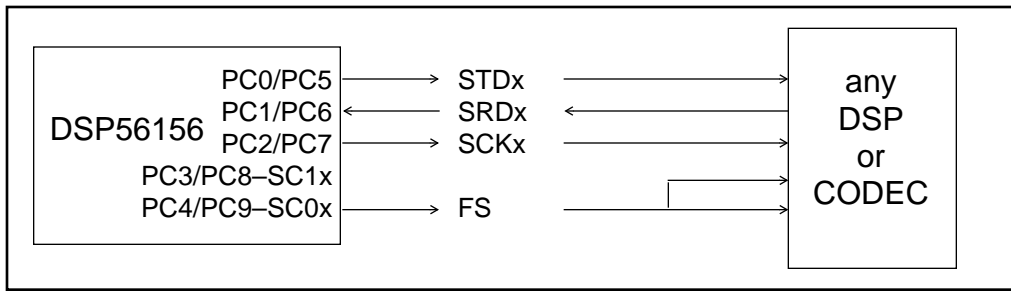 DSP56156
PC0/PC5
PC1/PC6
PC2/PC7
PC3/PC8–SC1x
PC4/PC9–SC0x
STDx
SRDx
SCKx
FS
any
DSP
or
CODEC